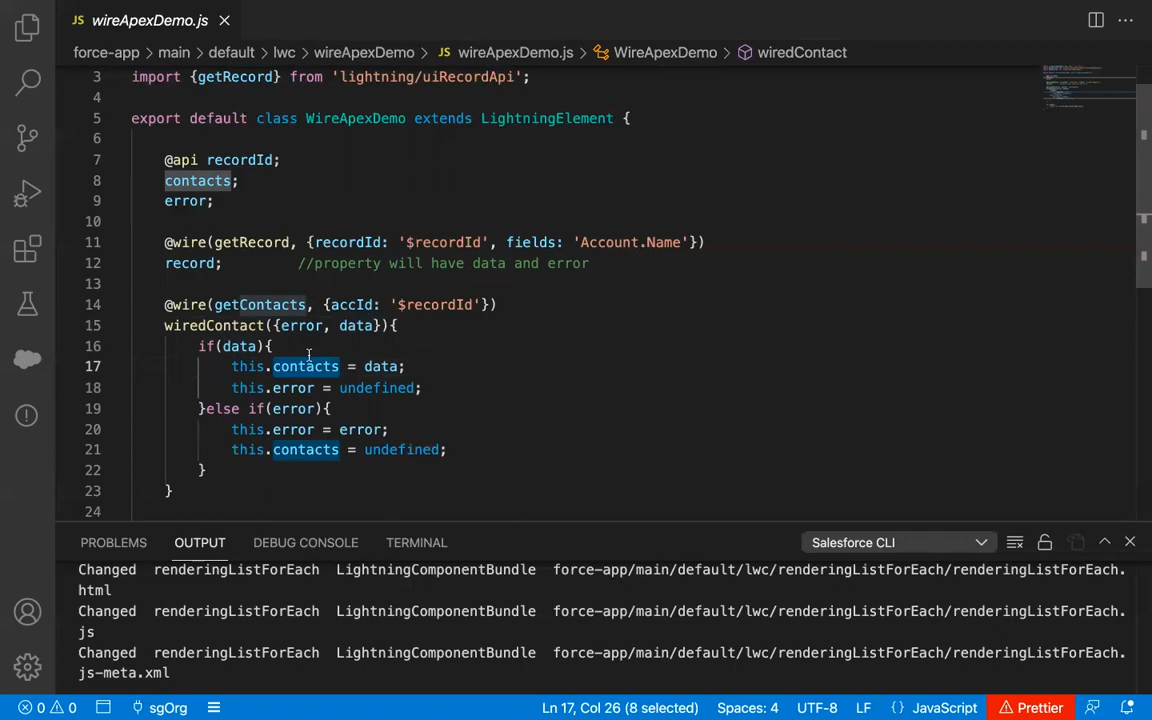 JS wireApexDemo.js ×
force-app > main > default > lwc > wireApexDemo > JS wireApexDemo.js > WireApexDemo > wiredContact
3 import {getRecord} from 'lightning/uiRecordApi';
4
5 export default class WireApexDemo extends LightningElement {
6
7 @api recordId;
8 contacts;
9 error;
10
11 @wire(getRecord, {recordId: '$recordId', fields: 'Account.Name'})
12 record; //property will have data and error
13
14 @wire(getContacts, {accId: '$recordId'})
15 wiredContact({error, data}){
16 if(data){
17 this.contacts = data;
18 this.error = undefined;
19 }else if(error){
20 this.error = error;
21 this.contacts = undefined;
22 }
23 }
24
PROBLEMS OUTPUT DEBUG CONSOLE TERMINAL Salesforce CLI
Changed renderingListForEach LightningComponentBundle force-app/main/default/lwc/renderingListForEach/renderingListForEach.
html
Changed renderingListForEach LightningComponentBundle force-app/main/default/lwc/renderingListForEach/renderingListForEach.
js
Changed renderingListForEach LightningComponentBundle force-app/main/default/lwc/renderingListForEach/renderingListForEach.
js-meta.xml
0 0 sgOrg Ln 17, Col 26 (8 selected) Spaces: 4 UTF-8 LF {} JavaScript Prettier